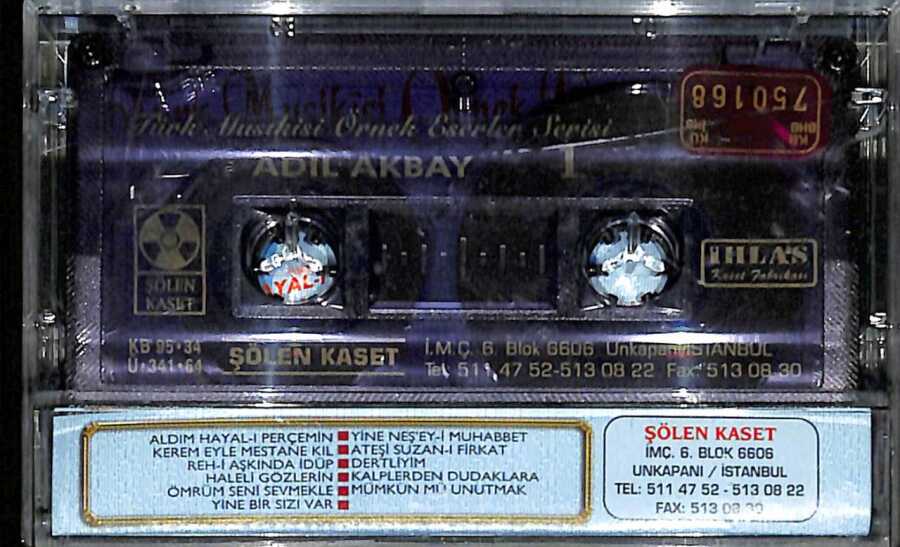 Türk Musikisi Örnek Eserler Serisi
ADİL AKBAY 1
750168
ŞÖLEN
KASET
İHLAS
Kaset Fabrikası
KB 95·34
U·341·64
ŞÖLEN KASET
İ.M.Ç. 6. Blok 6606 Unkapanı/İSTANBUL
Tel: 511 47 52-513 08 22 Fax: 513 08 30
YAL-I
ALDIM HAYAL-I PERÇEMİN YİNE NEŞ'EY-İ MUHABBET
KEREM EYLE MESTANE KIL ATEŞİ SUZAN-I FİRKAT
REH-İ AŞKINDA İDÜP DERTLİYİM
HALELİ GÖZLERİN KALPLERDEN DUDAKLARA
ÖMRÜM SENİ SEVMEKLE MÜMKÜN MÜ UNUTMAK
YİNE BİR SIZI VAR
ŞÖLEN KASET
İMÇ. 6. BLOK 6606
UNKAPANI / İSTANBUL
TEL: 511 47 52 - 513 08 22
FAX: 513 08 30